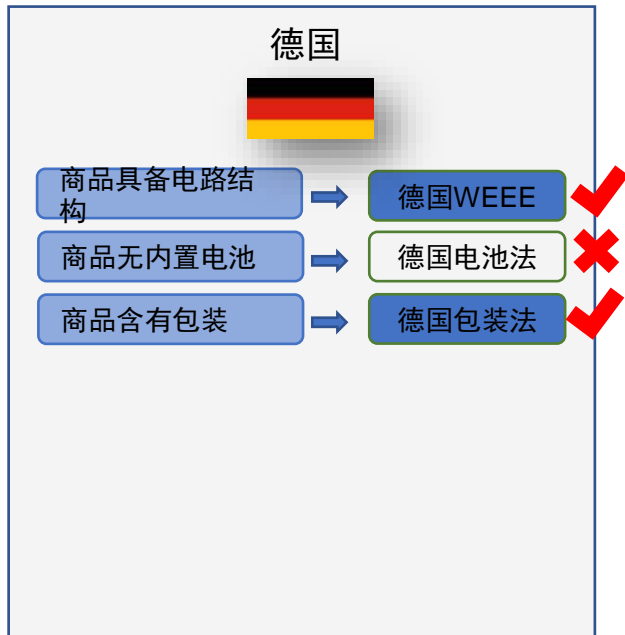 德国
商品具备电路结
构
德国WEEE
商品无内置电池
德国电池法
商品含有包装
德国包装法